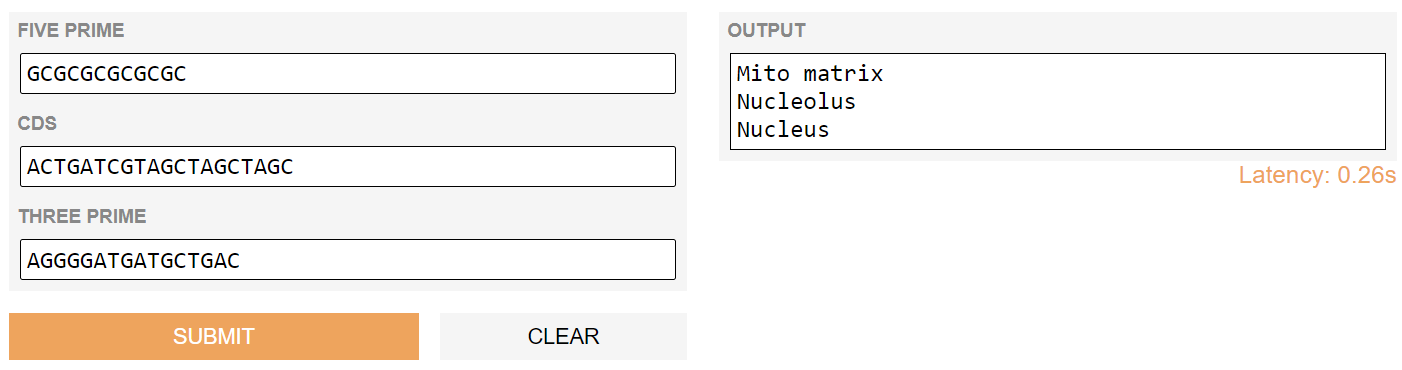 FIVE PRIME
GCGCGCGCGCGC
CDS
ACTGATCGTAGCTAGCTAGC
THREE PRIME
AGGGGATGATGCTGAC
SUBMIT
CLEAR
OUTPUT
Mito matrix
Nucleolus
Nucleus
Latency: 0.26s